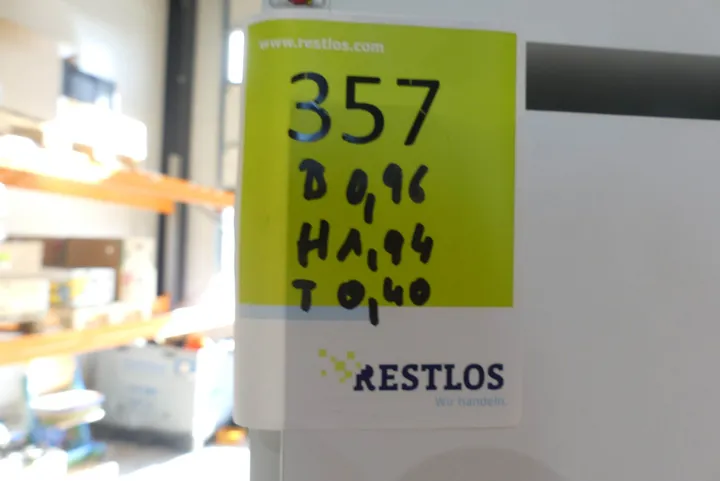 www.restlos.com
357
B 0,96
H 1,94
T 0,40
RESTLOS
Wir handeln.